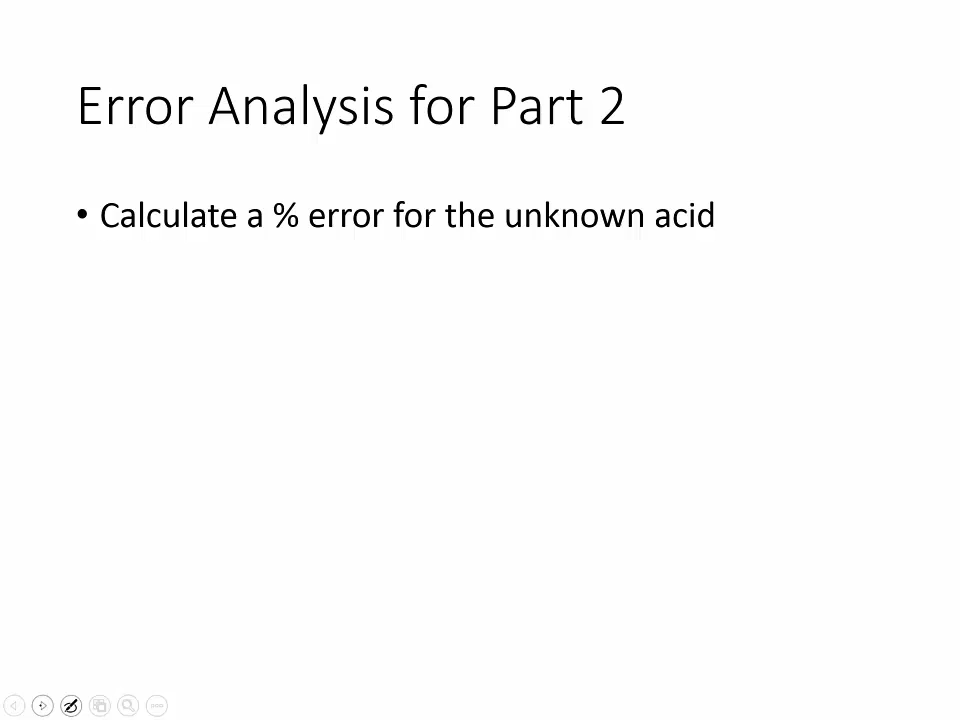 Error Analysis for Part 2
• Calculate a % error for the unknown acid